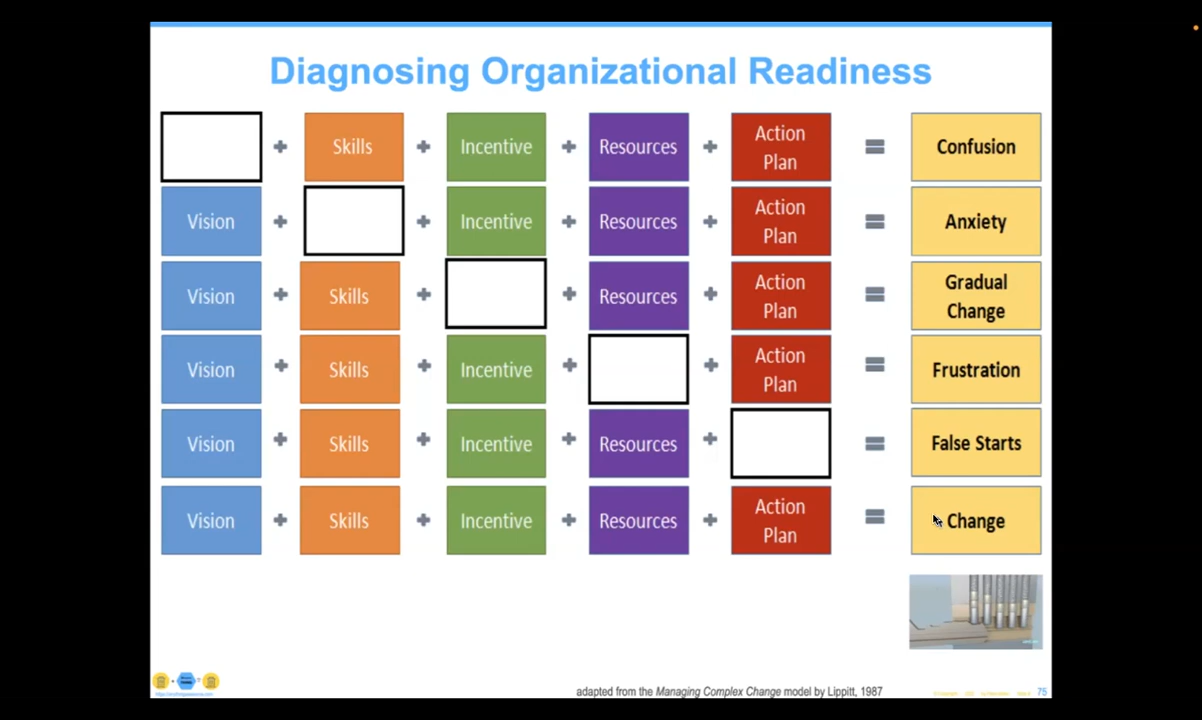 Diagnosing Organizational Readiness
+ Skills + Incentive + Resources + Action Plan = Confusion
Vision + + Incentive + Resources + Action Plan = Anxiety
Vision + Skills + + Resources + Action Plan = Gradual Change
Vision + Skills + Incentive + + Action Plan = Frustration
Vision + Skills + Incentive + Resources + = False Starts
Vision + Skills + Incentive + Resources + Action Plan = Change
adapted from the Managing Complex Change model by Lippitt, 1987
75